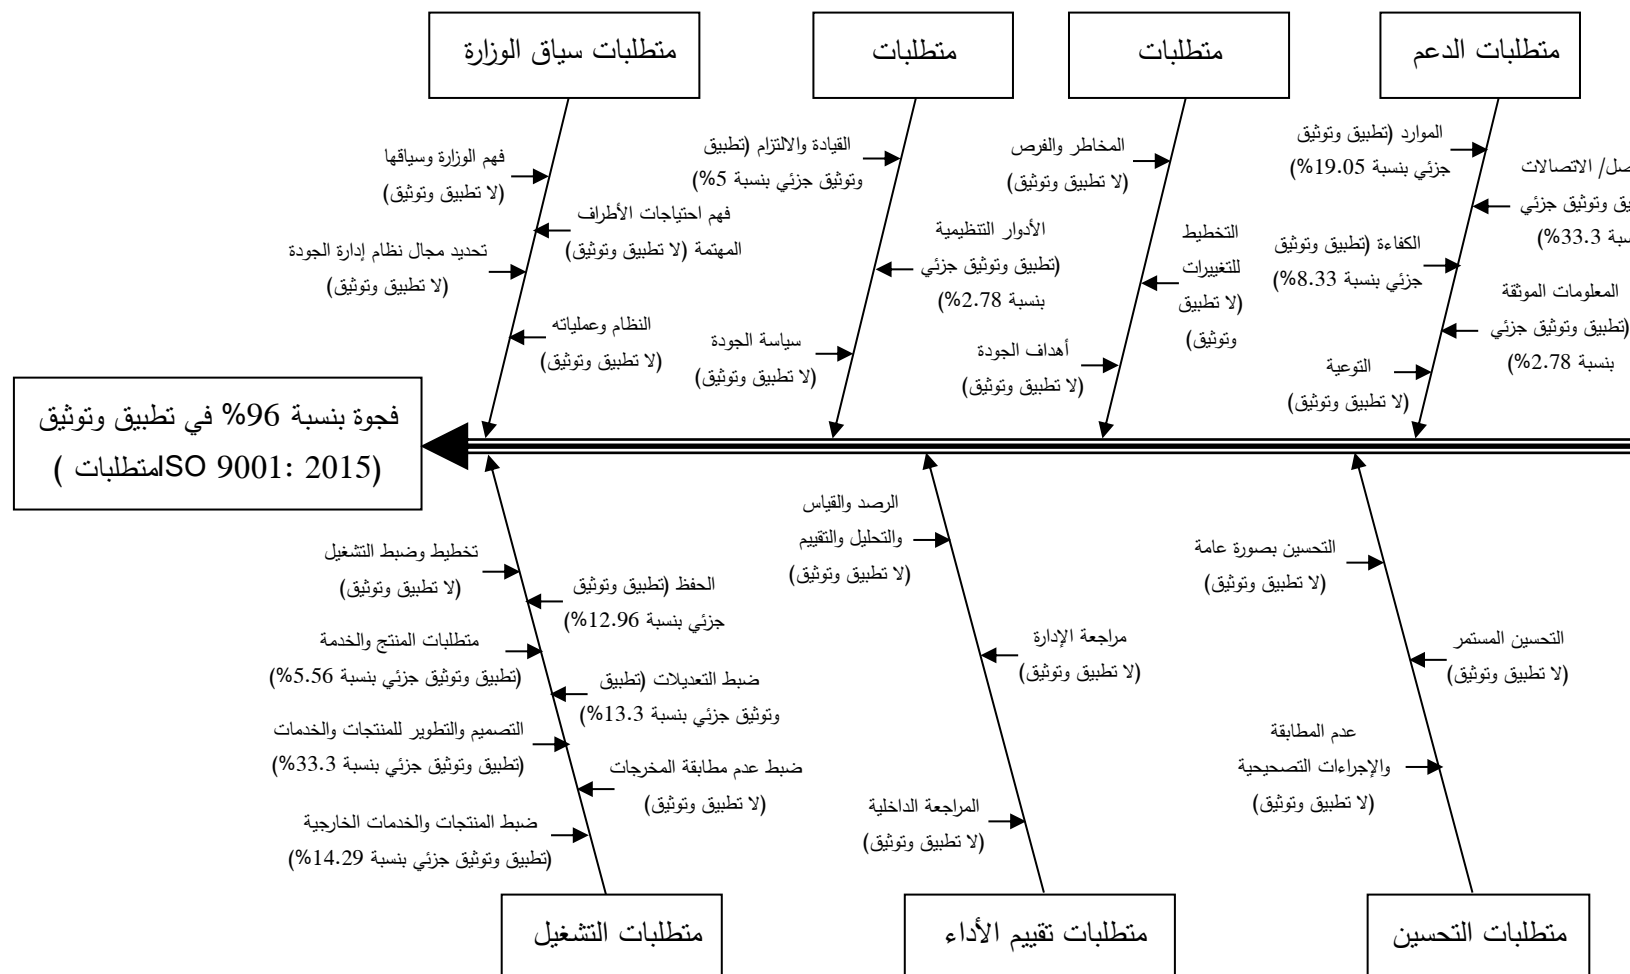 متطلبات سياق الوزارة
متطلبات
متطلبات
متطلبات الدعم
فهم الوزارة وسياقها
(لا تطبيق وتوثيق)
فهم احتياجات الأطراف
المهتمة (لا تطبيق وتوثيق)
تحديد مجال نظام إدارة الجودة
(لا تطبيق وتوثيق)
النظام وعملياته
(لا تطبيق وتوثيق)
القيادة والالتزام (تطبيق
وتوثيق جزئي بنسبة 5%)
الأدوار التنظيمية
(تطبيق وتوثيق جزئي
بنسبة 2.78%)
سياسة الجودة
(لا تطبيق وتوثيق)
المخاطر والفرص
(لا تطبيق وتوثيق)
التخطيط
للتغييرات
(لا تطبيق
وتوثيق)
أهداف الجودة
(لا تطبيق وتوثيق)
الموارد (تطبيق وتوثيق
جزئي بنسبة 19.05%)
صل/ الاتصالات
يق وتوثيق جزئي
سبة 33.3%)
الكفاءة (تطبيق وتوثيق
جزئي بنسبة 8.33%)
المعلومات الموثقة
(تطبيق وتوثيق جزئي
بنسبة 2.78%)
التوعية
(لا تطبيق وتوثيق)
فجوة بنسبة 96% في تطبيق وتوثيق
( متطلبات ISO 9001: 2015)
تخطيط وضبط التشغيل
(لا تطبيق وتوثيق)
الحفظ (تطبيق وتوثيق
جزئي بنسبة 12.96%)
متطلبات المنتج والخدمة
(تطبيق وتوثيق جزئي بنسبة 5.56%)
ضبط التعديلات (تطبيق
وتوثيق جزئي بنسبة 13.3%)
التصميم والتطوير للمنتجات والخدمات
(تطبيق وتوثيق جزئي بنسبة 33.3%)
ضبط عدم مطابقة المخرجات
(لا تطبيق وتوثيق)
ضبط المنتجات والخدمات الخارجية
(تطبيق وتوثيق جزئي بنسبة 14.29%)
الرصد والقياس
والتحليل والتقييم
(لا تطبيق وتوثيق)
مراجعة الإدارة
(لا تطبيق وتوثيق)
المراجعة الداخلية
(لا تطبيق وتوثيق)
التحسين بصورة عامة
(لا تطبيق وتوثيق)
التحسين المستمر
(لا تطبيق وتوثيق)
عدم المطابقة
والإجراءات التصحيحية
(لا تطبيق وتوثيق)
متطلبات التشغيل
متطلبات تقييم الأداء
متطلبات التحسين